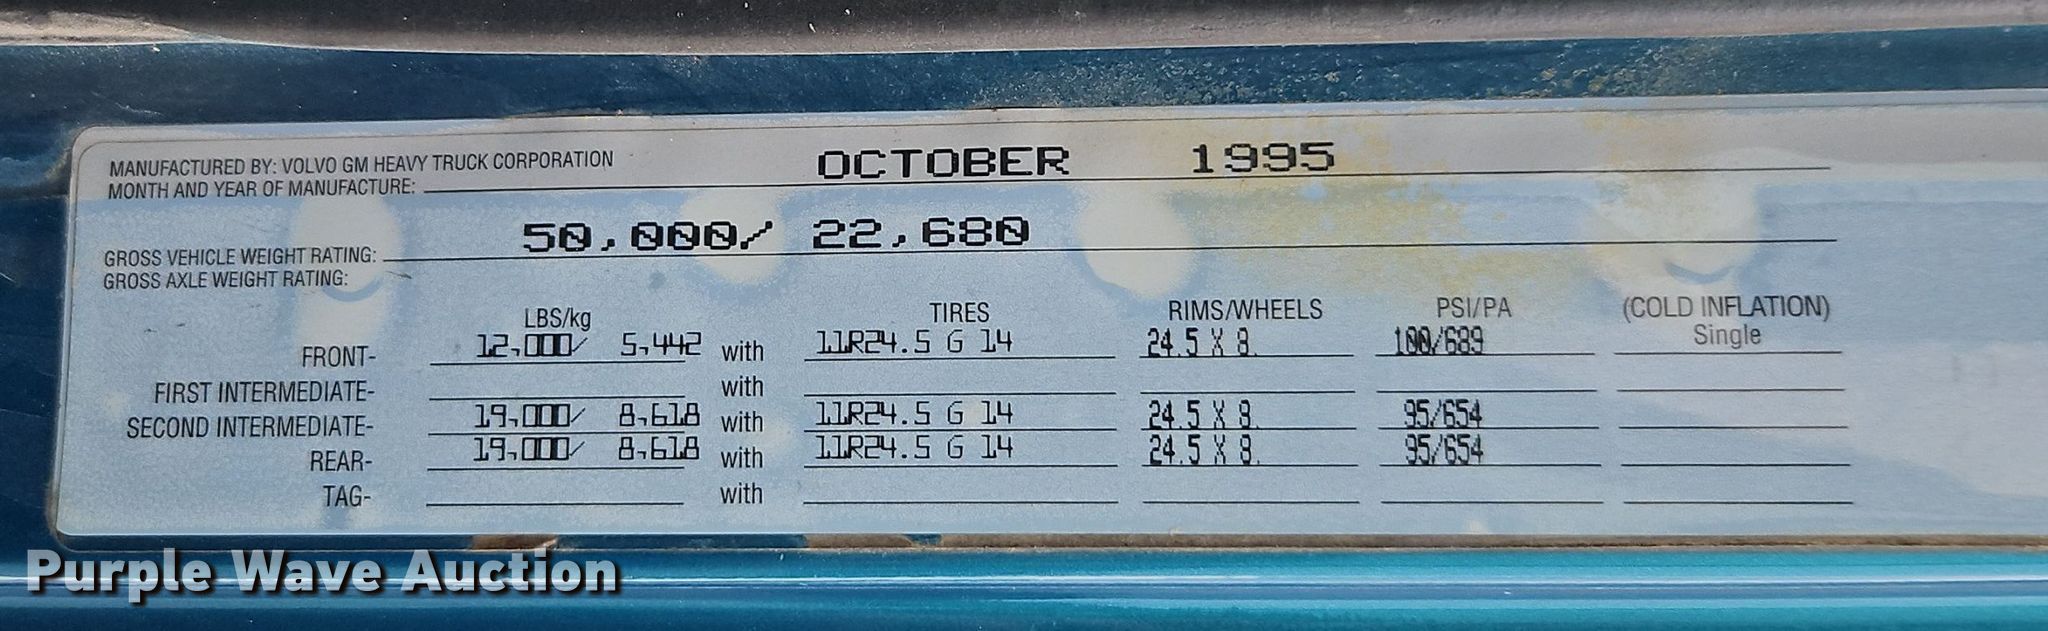 MANUFACTURED BY: VOLVO GM HEAVY TRUCK CORPORATION
MONTH AND YEAR OF MANUFACTURE: OCTOBER 1995
GROSS VEHICLE WEIGHT RATING: 50,000/ 22,680
GROSS AXLE WEIGHT RATING:
LBS/kg TIRES RIMS/WHEELS PSI/PA (COLD INFLATION)
FRONT- 12,000/ 5,442 with 11R24.5 G 14 24.5 X 8. 100/689 Single
FIRST INTERMEDIATE- with
SECOND INTERMEDIATE- 19,000/ 8,618 with 11R24.5 G 14 24.5 X 8. 95/654
REAR- 19,000/ 8,618 with 11R24.5 G 14 24.5 X 8. 95/654
TAG- with
Purple Wave Auction